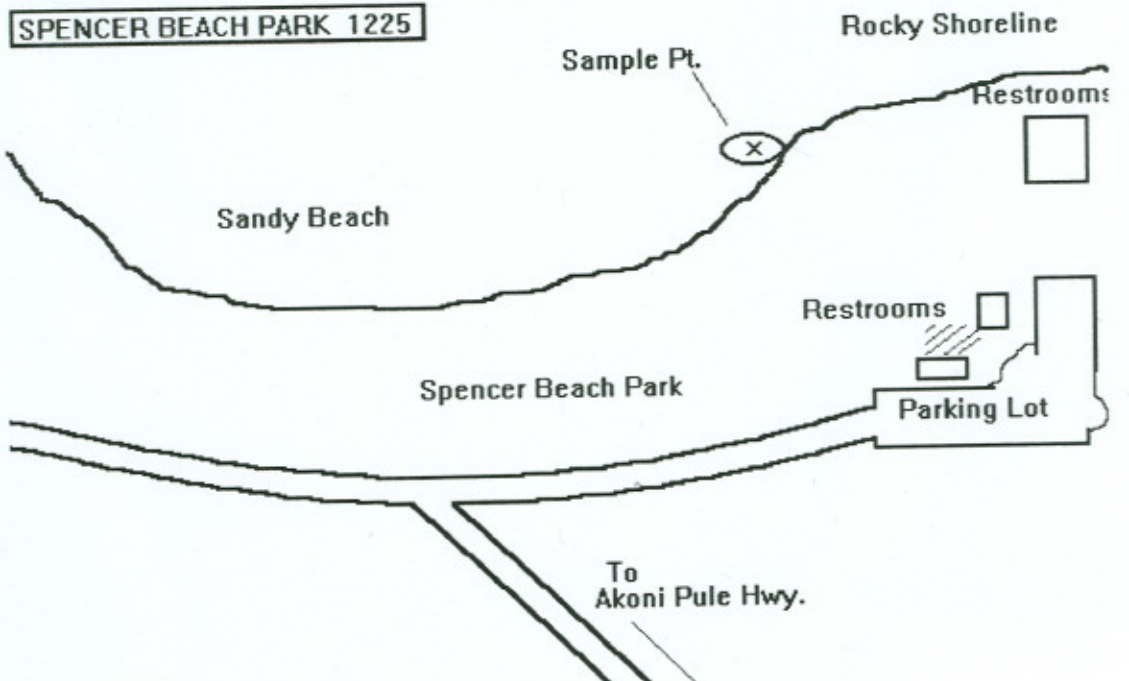 SPENCER BEACH PARK 1225
Rocky Shoreline
Sample Pt.
Restrooms
X
Sandy Beach
Restrooms
Spencer Beach Park
Parking Lot
To
Akoni Pule Hwy.